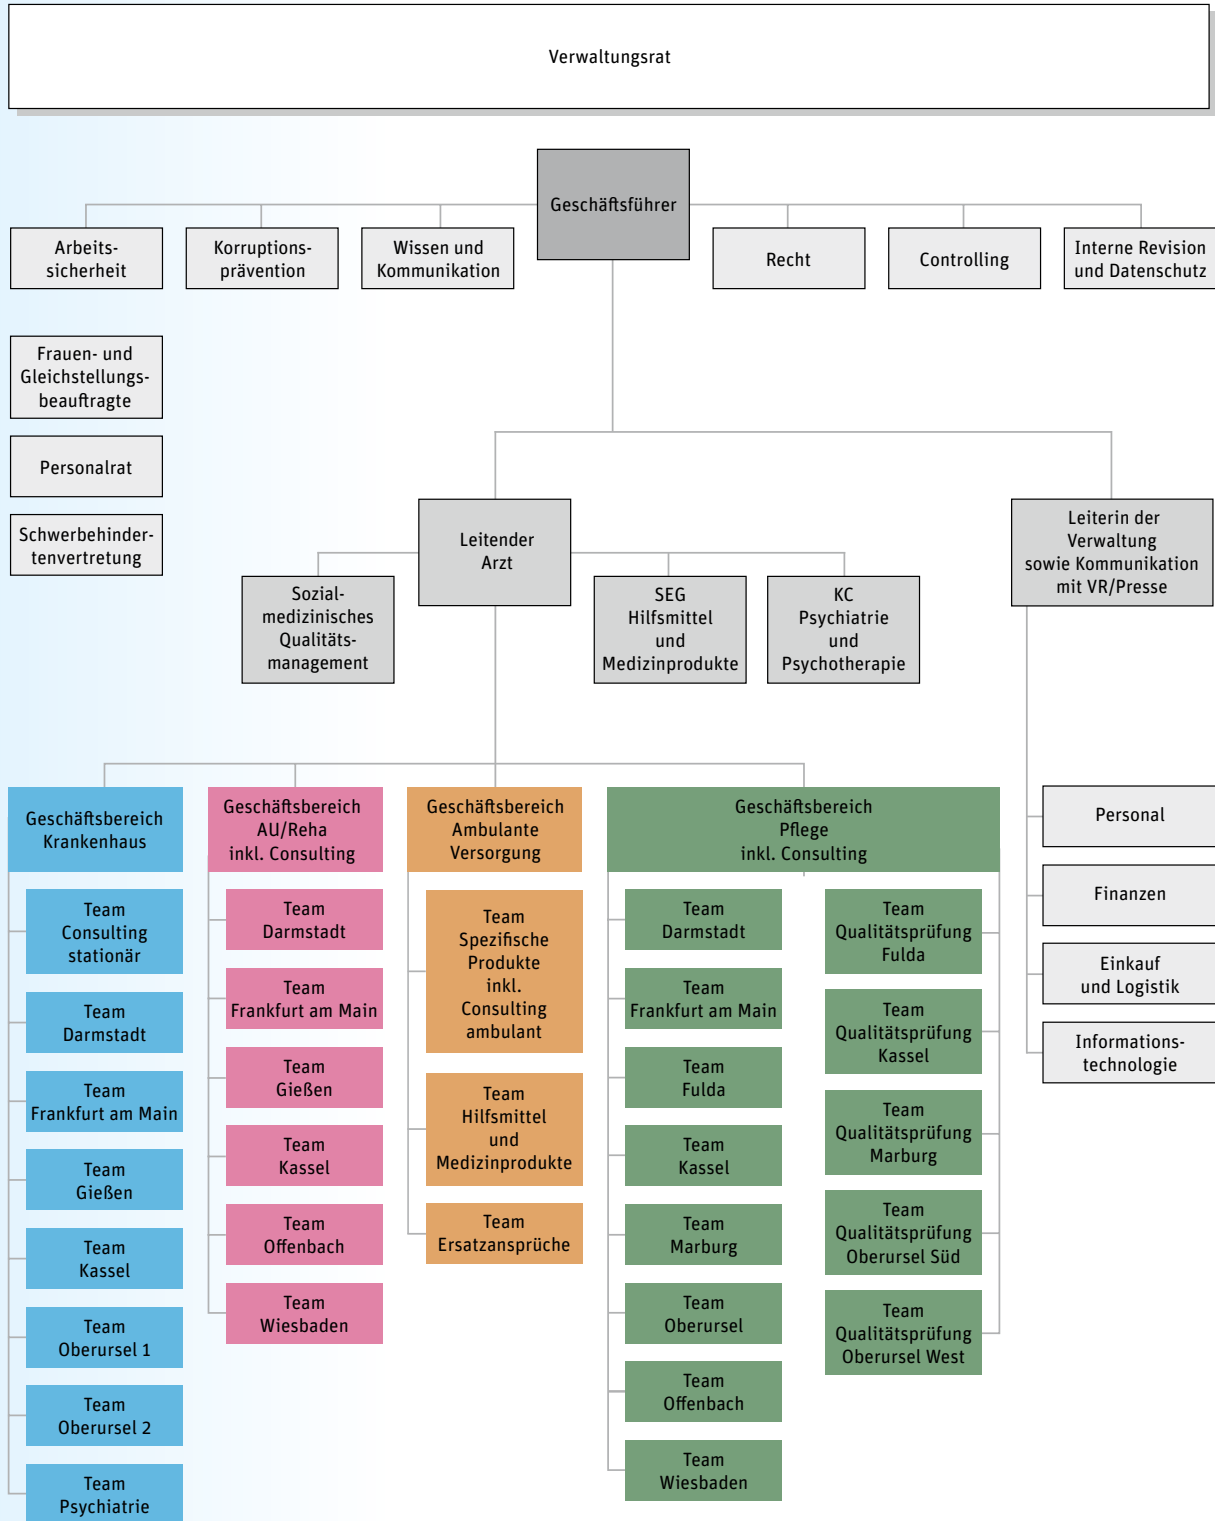 Verwaltungsrat
Geschäftsführer
Arbeits-
sicherheit
Korruptions-
prävention
Wissen und
Kommunikation
Recht
Controlling
Interne Revision
und Datenschutz
Frauen- und
Gleichstellungs-
beauftragte
Personalrat
Schwerbehinder-
tenvertretung
Leitender
Arzt
Leiterin der
Verwaltung
sowie Kommunikation
mit VR/Presse
Sozial-
medizinisches
Qualitäts-
management
SEG
Hilfsmittel
und
Medizinprodukte
KC
Psychiatrie
und
Psychotherapie
Geschäftsbereich
Krankenhaus
Team
Consulting
stationär
Team
Darmstadt
Team
Frankfurt am Main
Team
Gießen
Team
Kassel
Team
Oberursel 1
Team
Oberursel 2
Team
Psychiatrie
Geschäftsbereich
AU/Reha
inkl. Consulting
Team
Darmstadt
Team
Frankfurt am Main
Team
Gießen
Team
Kassel
Team
Offenbach
Team
Wiesbaden
Geschäftsbereich
Ambulante
Versorgung
Team
Spezifische
Produkte
inkl.
Consulting
ambulant
Team
Hilfsmittel
und
Medizinprodukte
Team
Ersatzansprüche
Geschäftsbereich
Pflege
inkl. Consulting
Team
Darmstadt
Team
Frankfurt am Main
Team
Fulda
Team
Kassel
Team
Marburg
Team
Oberursel
Team
Offenbach
Team
Wiesbaden
Team
Qualitätsprüfung
Fulda
Team
Qualitätsprüfung
Kassel
Team
Qualitätsprüfung
Marburg
Team
Qualitätsprüfung
Oberursel Süd
Team
Qualitätsprüfung
Oberursel West
Personal
Finanzen
Einkauf
und Logistik
Informations-
technologie